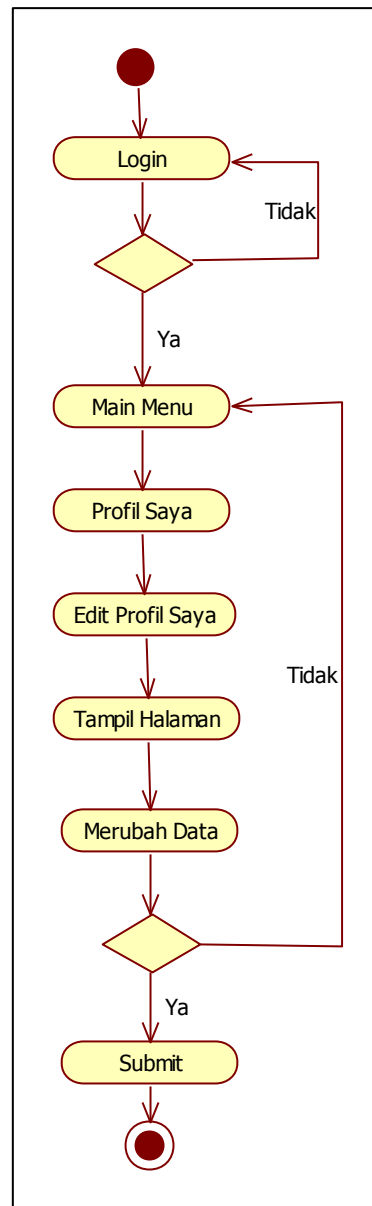 Login
Tidak
Ya
Main Menu
Profil Saya
Edit Profil Saya
Tidak
Tampil Halaman
Merubah Data
Ya
Submit